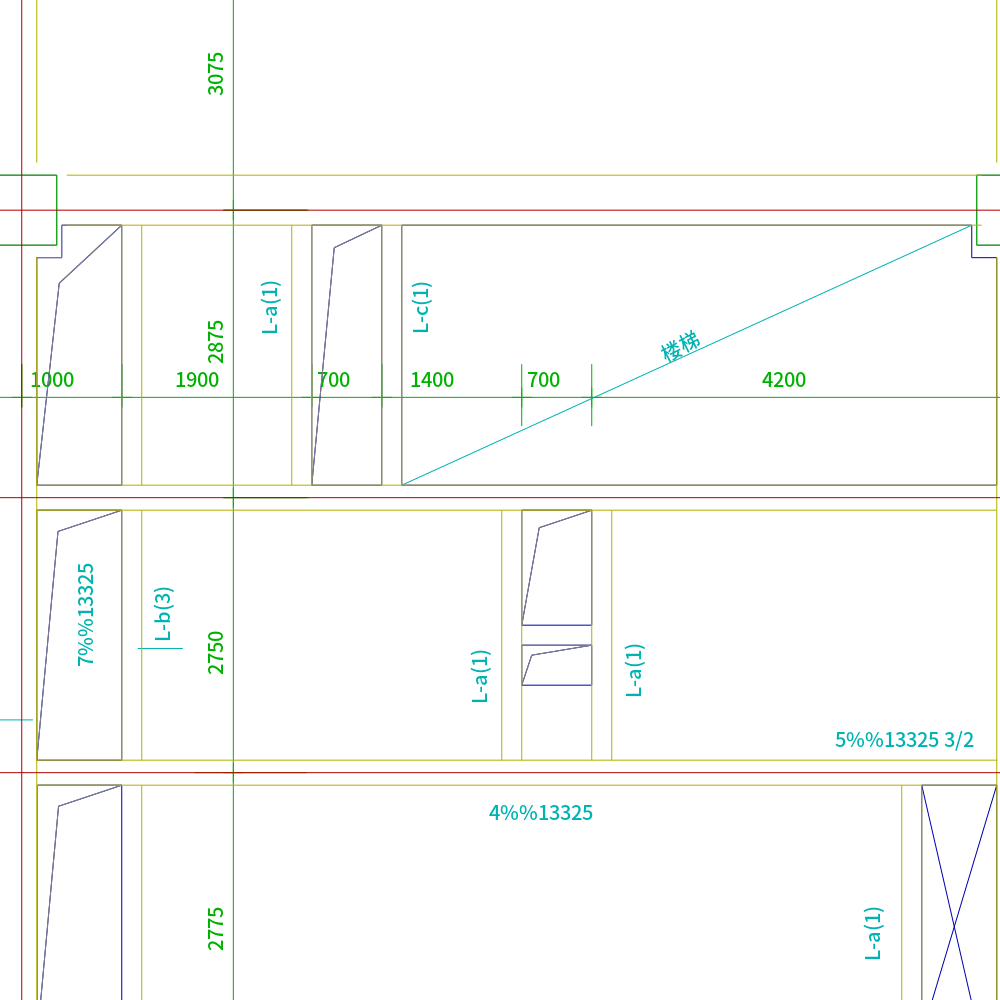 3075
L-a(1)
L-c(1)
2875
楼梯
1000
1900
700
1400
700
4200
7%%13325
L-b(3)
2750
L-a(1)
L-a(1)
5%%13325 3/2
4%%13325
2775
L-a(1)